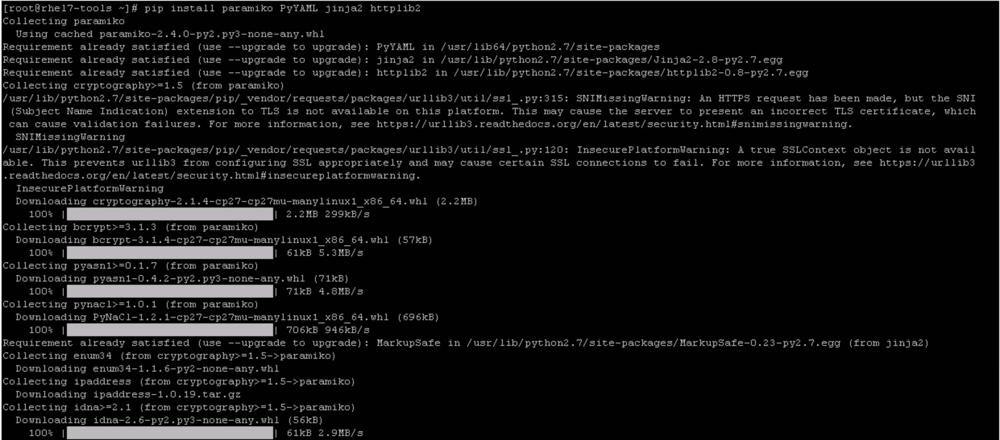 [root@rhel7-tools ~]# pip install paramiko PyYAML jinja2 httplib2
Collecting paramiko
  Using cached paramiko-2.4.0-py2.py3-none-any.whl
Requirement already satisfied (use --upgrade to upgrade): PyYAML in /usr/lib64/python2.7/site-packages
Requirement already satisfied (use --upgrade to upgrade): jinja2 in /usr/lib/python2.7/site-packages/Jinja2-2.8-py2.7.egg
Requirement already satisfied (use --upgrade to upgrade): httplib2 in /usr/lib/python2.7/site-packages/httplib2-0.8-py2.7.egg
Collecting cryptography>=1.5 (from paramiko)
/usr/lib/python2.7/site-packages/pip/_vendor/requests/packages/urllib3/util/ssl_.py:315: SNIMissingWarning: An HTTPS request has been made, but the SNI
 (Subject Name Indication) extension to TLS is not available on this platform. This may cause the server to present an incorrect TLS certificate, which
 can cause validation failures. For more information, see https://urllib3.readthedocs.org/en/latest/security.html#snimissingwarning.
  SNIMissingWarning
/usr/lib/python2.7/site-packages/pip/_vendor/requests/packages/urllib3/util/ssl_.py:120: InsecurePlatformWarning: A true SSLContext object is not avail
able. This prevents urllib3 from configuring SSL appropriately and may cause certain SSL connections to fail. For more information, see https://urllib3
.readthedocs.org/en/latest/security.html#insecureplatformwarning.
  InsecurePlatformWarning
  Downloading cryptography-2.1.4-cp27-cp27mu-manylinux1_x86_64.whl (2.2MB)
    100% | | 2.2MB 299kB/s
Collecting bcrypt>=3.1.3 (from paramiko)
  Downloading bcrypt-3.1.4-cp27-cp27mu-manylinux1_x86_64.whl (57kB)
    100% | | 61kB 5.3MB/s
Collecting pyasn1>=0.1.7 (from paramiko)
  Downloading pyasn1-0.4.2-py2.py3-none-any.whl (71kB)
    100% | | 71kB 4.8MB/s
Collecting pynacl>=1.0.1 (from paramiko)
  Downloading PyNaCl-1.2.1-cp27-cp27mu-manylinux1_x86_64.whl (696kB)
    100% | | 706kB 946kB/s
Requirement already satisfied (use --upgrade to upgrade): MarkupSafe in /usr/lib/python2.7/site-packages/MarkupSafe-0.23-py2.7.egg (from jinja2)
Collecting enum34 (from cryptography>=1.5->paramiko)
  Downloading enum34-1.1.6-py2-none-any.whl
Collecting ipaddress (from cryptography>=1.5->paramiko)
  Downloading ipaddress-1.0.19.tar.gz
Collecting idna>=2.1 (from cryptography>=1.5->paramiko)
  Downloading idna-2.6-py2.py3-none-any.whl (56kB)
    100% | | 61kB 2.9MB/s